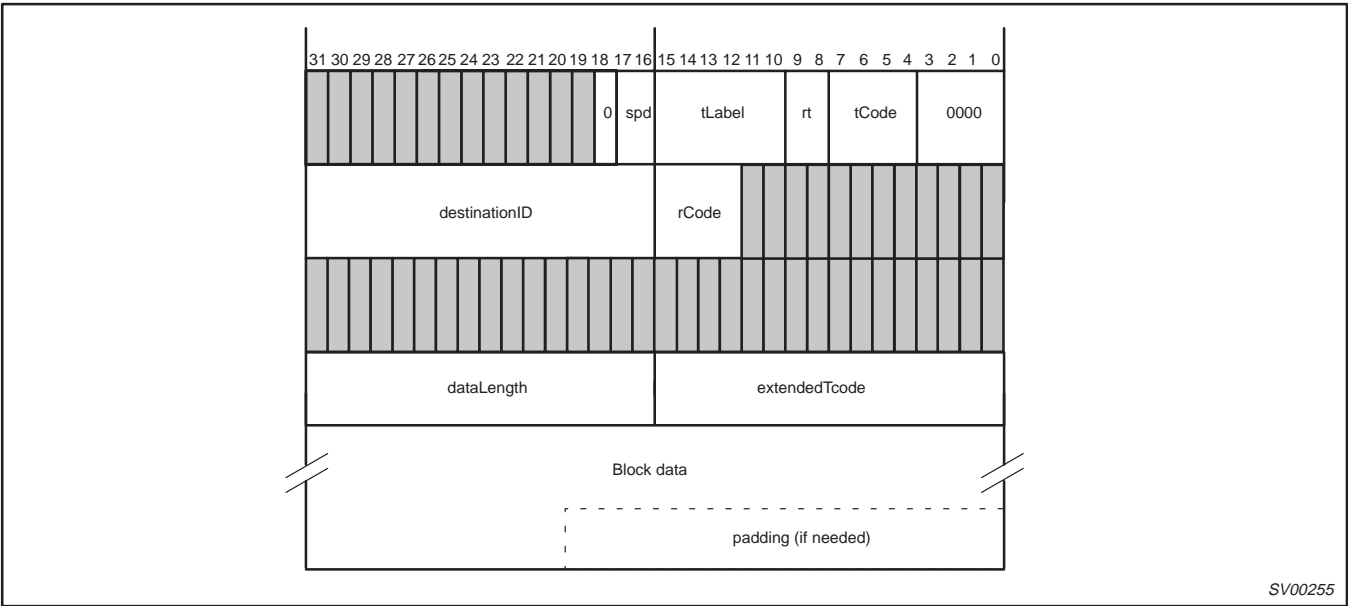 31 30 29 28 27 26 25 24 23 22 21 20 19 18 17 16 15 14 13 12 11 10 9 8 7 6 5 4 3 2 1 0
0 spd tLabel rt tCode 0000
destinationID rCode
dataLength extendedTcode
Block data
padding (if needed)
SV00255